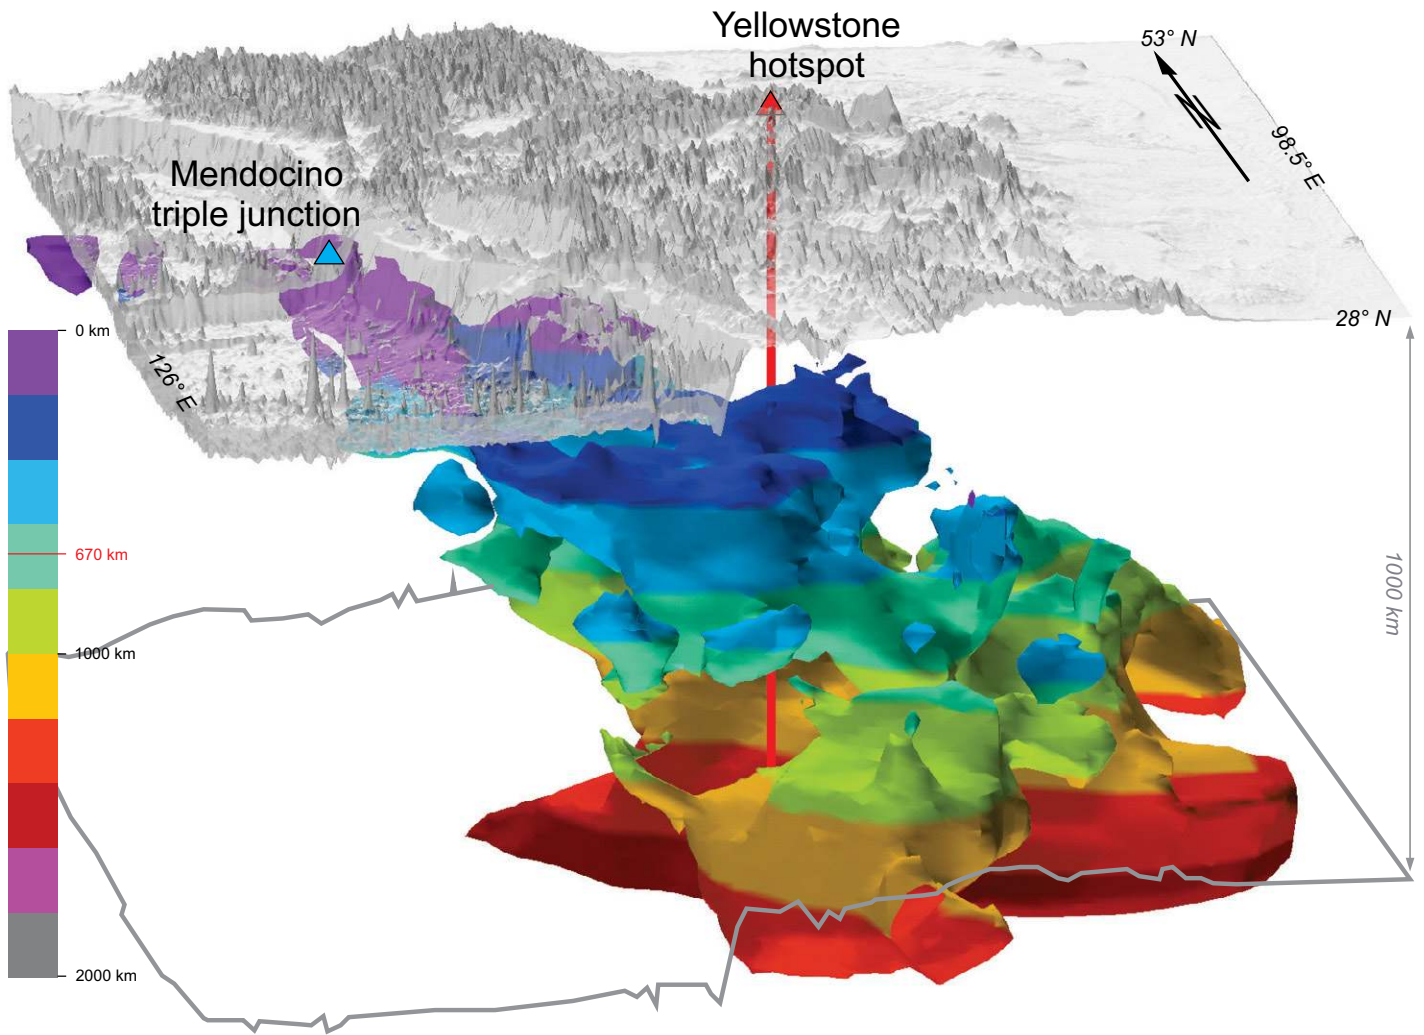 Yellowstone
hotspot
53° N
N
98.5° E
Mendocino
triple junction
28° N
0 km
126° E
670 km
1000 km
1000 km
2000 km